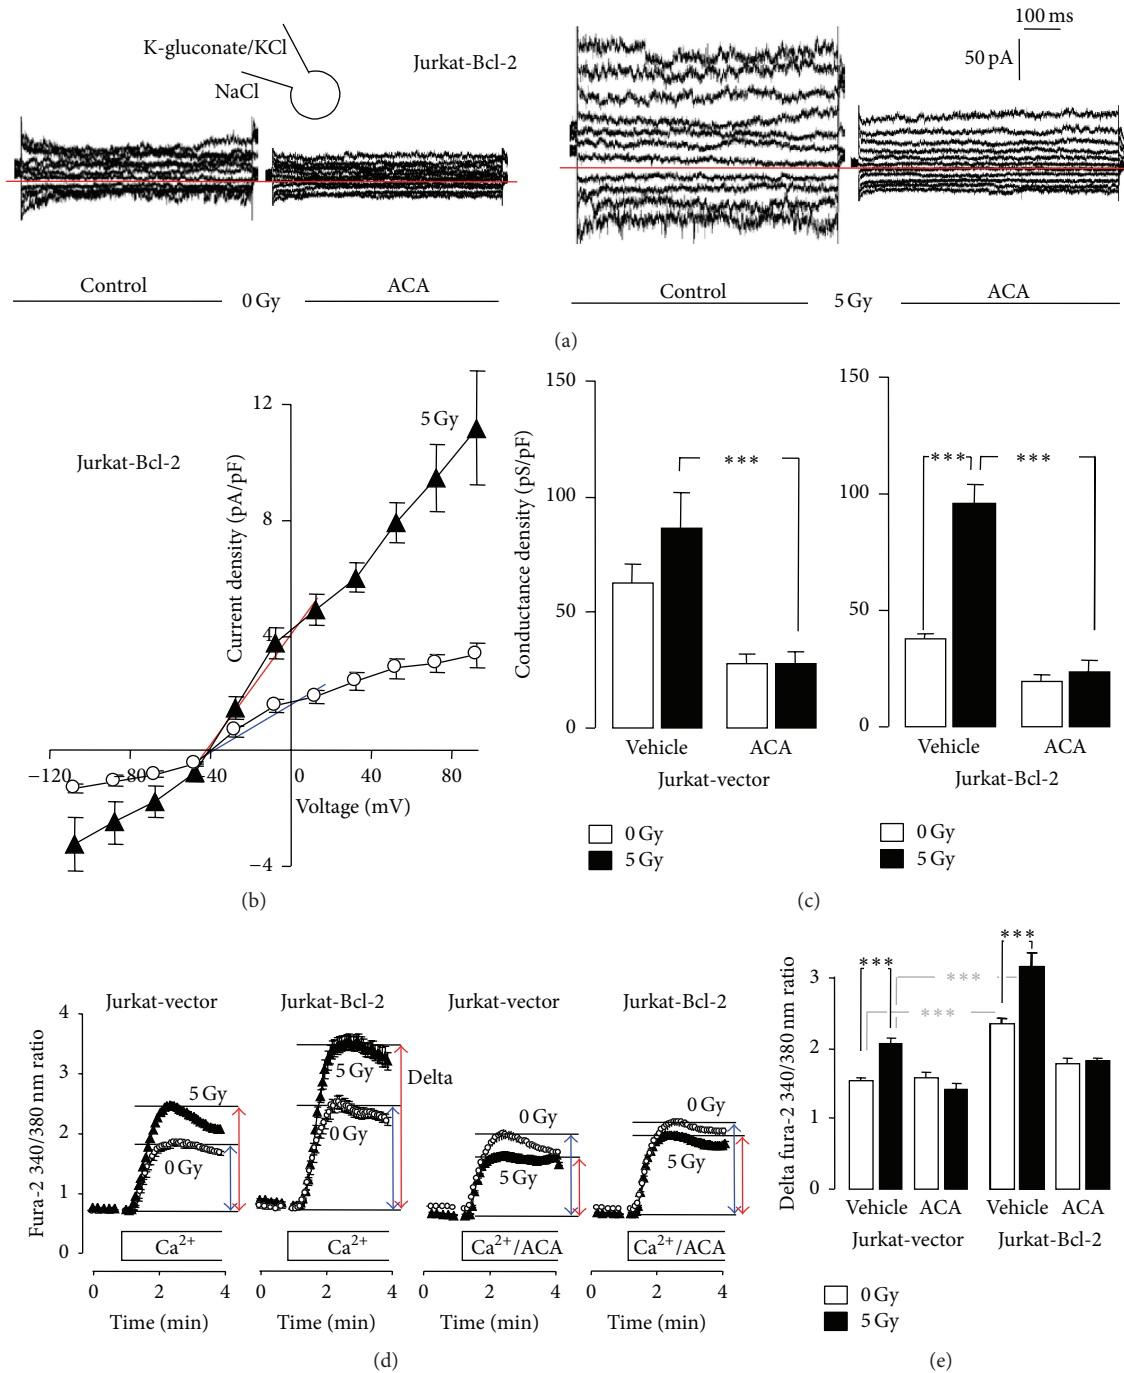 K-gluconate/KCl
NaCl
Jurkat-Bcl-2
100 ms
50 pA
Control
0 Gy
ACA
Control
5 Gy
ACA
(a)
Jurkat-Bcl-2
5 Gy
Current density (pA/pF)
12
8
4
−4
−120
−80
−40
0
40
80
Voltage (mV)
(b)
Conductance density (pS/pF)
150
100
50
0
***
Vehicle
ACA
Jurkat-vector
0 Gy
5 Gy
150
100
50
0
***
***
Vehicle
ACA
Jurkat-Bcl-2
0 Gy
5 Gy
(c)
Fura-2 340/380 nm ratio
4
3
2
1
0
Jurkat-vector
5 Gy
0 Gy
Ca2+
0
2
4
Time (min)
Jurkat-Bcl-2
5 Gy
0 Gy
Delta
Ca2+
0
2
4
Time (min)
Jurkat-vector
0 Gy
5 Gy
Ca2+/ACA
0
2
4
Time (min)
Jurkat-Bcl-2
0 Gy
5 Gy
Ca2+/ACA
0
2
4
Time (min)
(d)
Delta fura-2 340/380 nm ratio
3
2
1
0
***
***
***
***
Vehicle
ACA
Vehicle
ACA
Jurkat-vector
Jurkat-Bcl-2
0 Gy
5 Gy
(e)